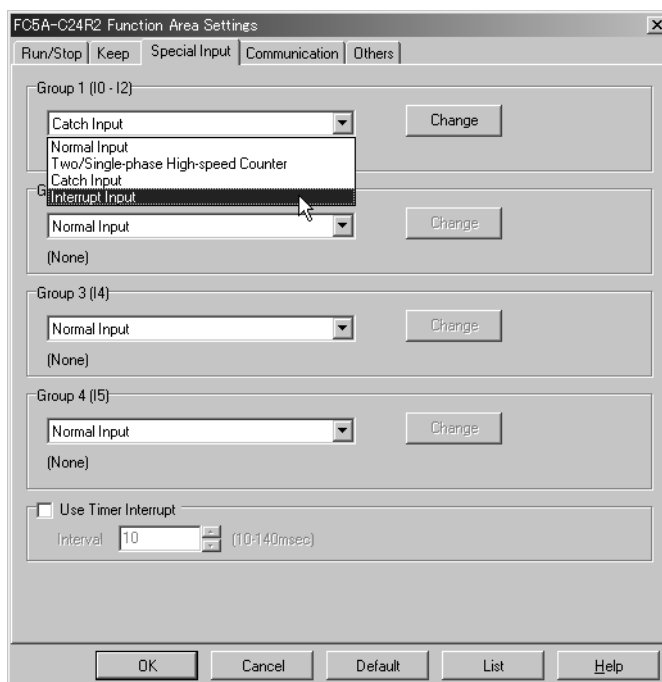 FC5A-C24R2 Function Area Settings
Run/Stop Keep Special Input Communication Others
Group 1 (I0 - I2)
Catch Input Change
Normal Input
Two/Single-phase High-speed Counter
Catch Input
Interrupt Input
G
Normal Input Change
(None)
Group 3 (I4)
Normal Input Change
(None)
Group 4 (I5)
Normal Input Change
(None)
Use Timer Interrupt
Interval 10 (10-140msec)
OK Cancel Default List Help